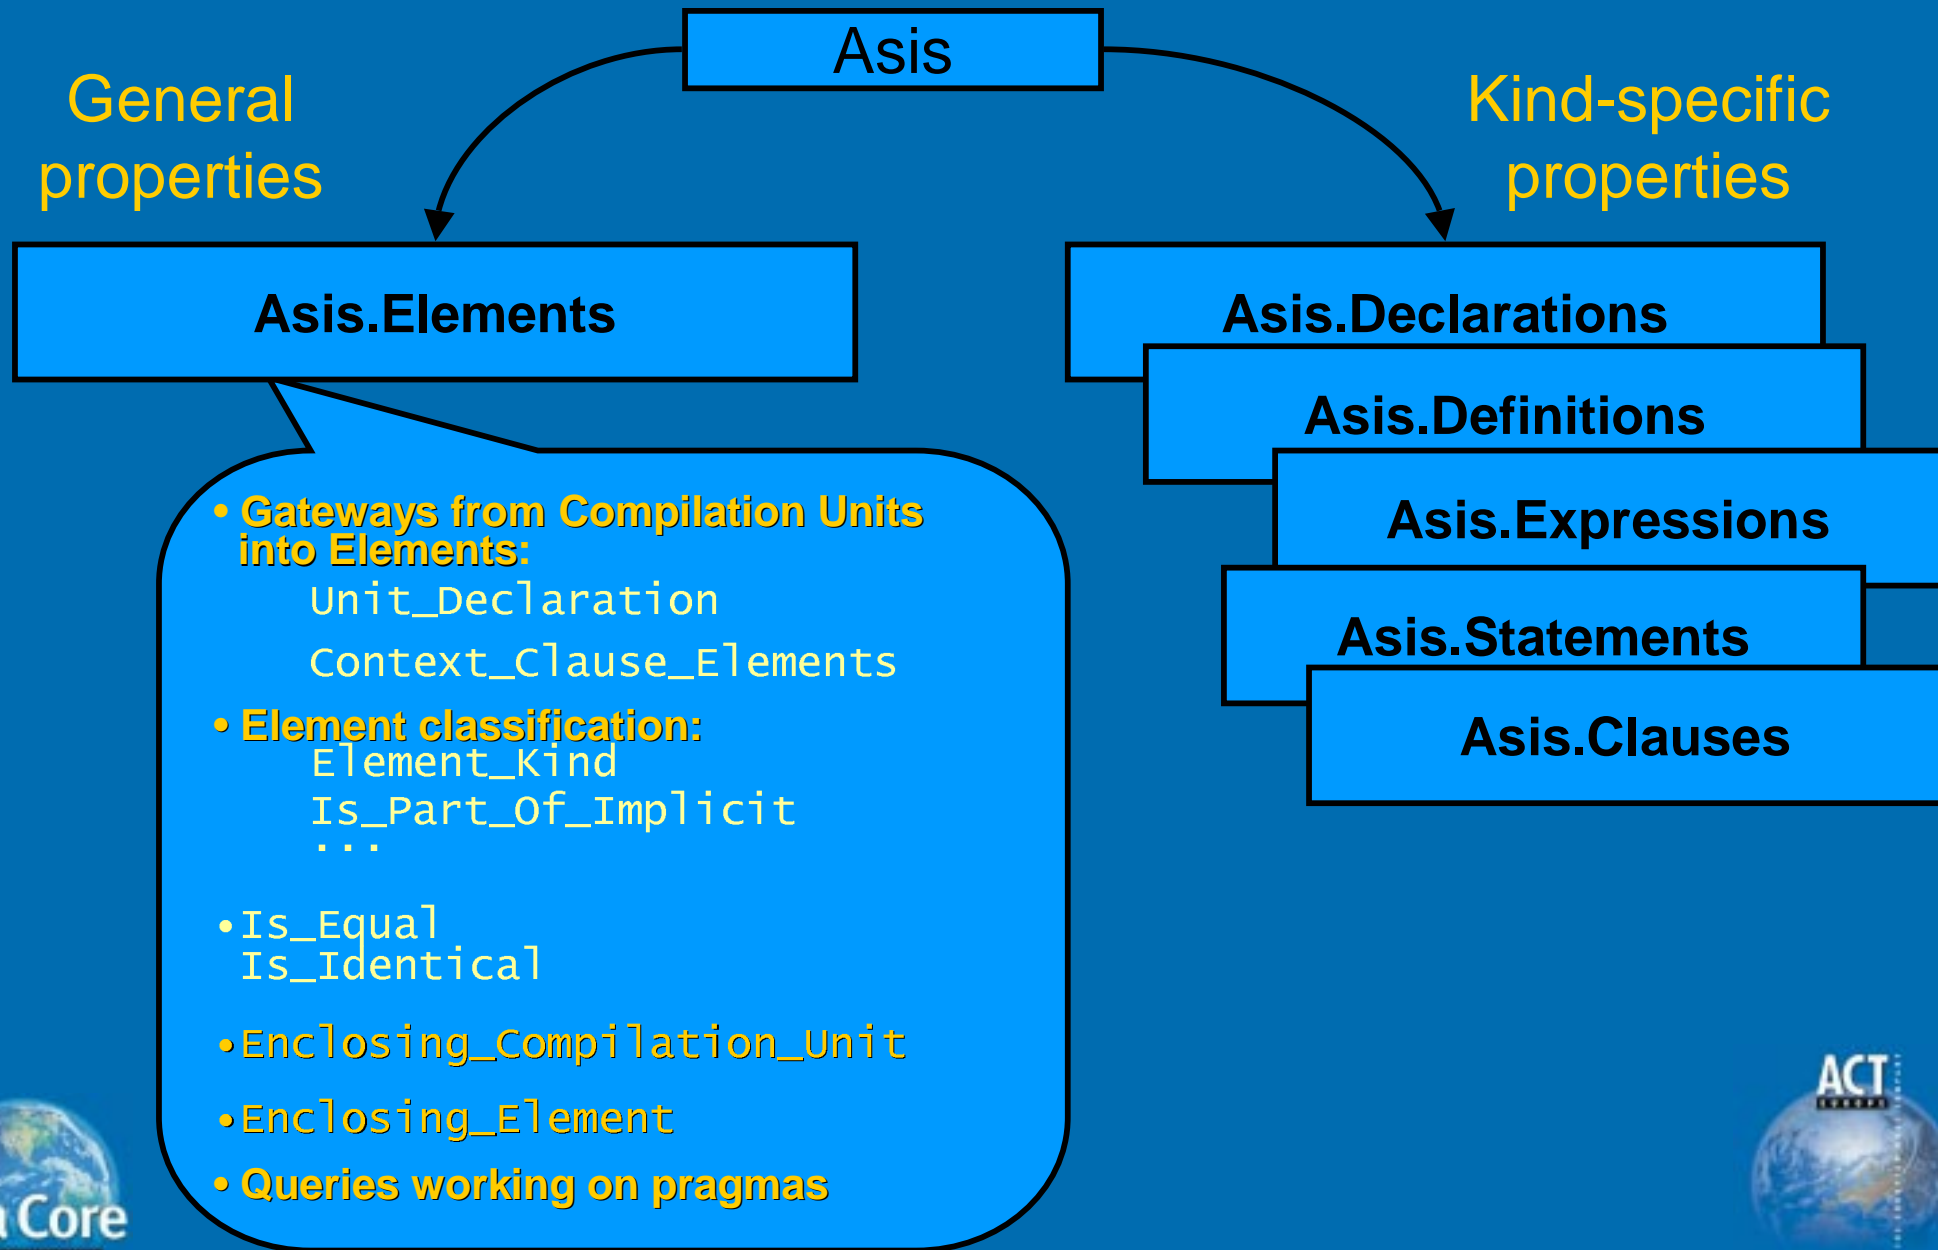 Asis
General
properties
Kind-specific
properties
Asis.Elements
Asis.Declarations
Asis.Definitions
Asis.Expressions
Asis.Statements
Asis.Clauses
• Gateways from Compilation Units
into Elements:
Unit_Declaration
Context_Clause_Elements
• Element classification:
Element_Kind
Is_Part_Of_Implicit
...
•Is_Equal
Is_Identical
•Enclosing_Compilation_Unit
•Enclosing_Element
• Queries working on pragmas
a Core
ACT
EUROPE